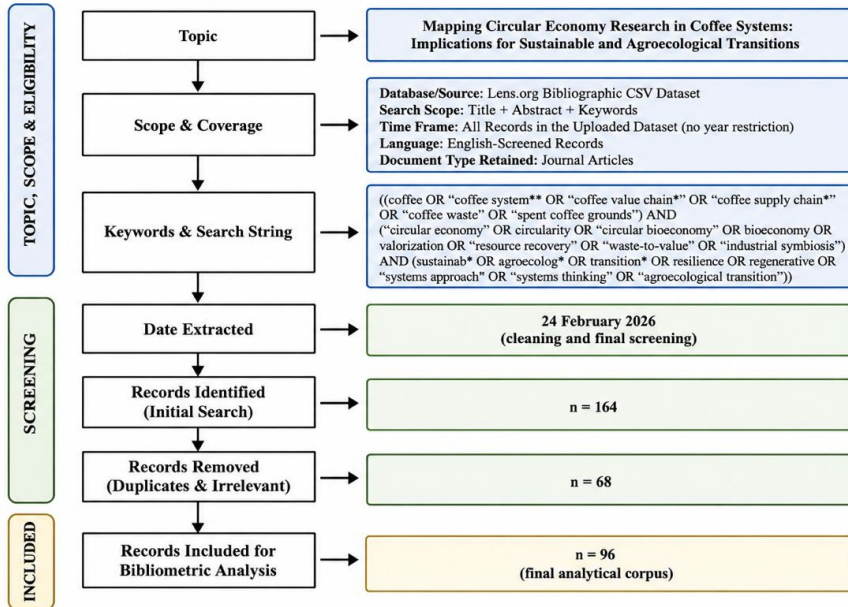 TOPIC, SCOPE & ELIGIBILITY
Topic
Mapping Circular Economy Research in Coffee Systems:
Implications for Sustainable and Agroecological Transitions
Scope & Coverage
Database/Source: Lens.org Bibliographic CSV Dataset
Search Scope: Title + Abstract + Keywords
Time Frame: All Records in the Uploaded Dataset (no year restriction)
Language: English-Screened Records
Document Type Retained: Journal Articles
Keywords & Search String
((coffee OR “coffee system** OR “coffee value chain*” OR “coffee supply chain*”
OR “coffee waste” OR “spent coffee grounds”) AND
(“circular economy” OR circularity OR “circular bioeconomy” OR bioeconomy OR
valorization OR “resource recovery” OR “waste-to-value” OR “industrial symbiosis”)
AND (sustainab* OR agroecolog* OR transition* OR resilience OR regenerative OR
“systems approach" OR “systems thinking” OR “agroecological transition”))
SCREENING
Date Extracted
24 February 2026
(cleaning and final screening)
Records Identified
(Initial Search)
n = 164
Records Removed
(Duplicates & Irrelevant)
n = 68
INCLUDED
Records Included for
Bibliometric Analysis
n = 96
(final analytical corpus)